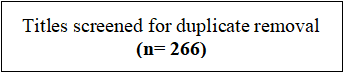 Titles screened for duplicate removal
(n= 266)